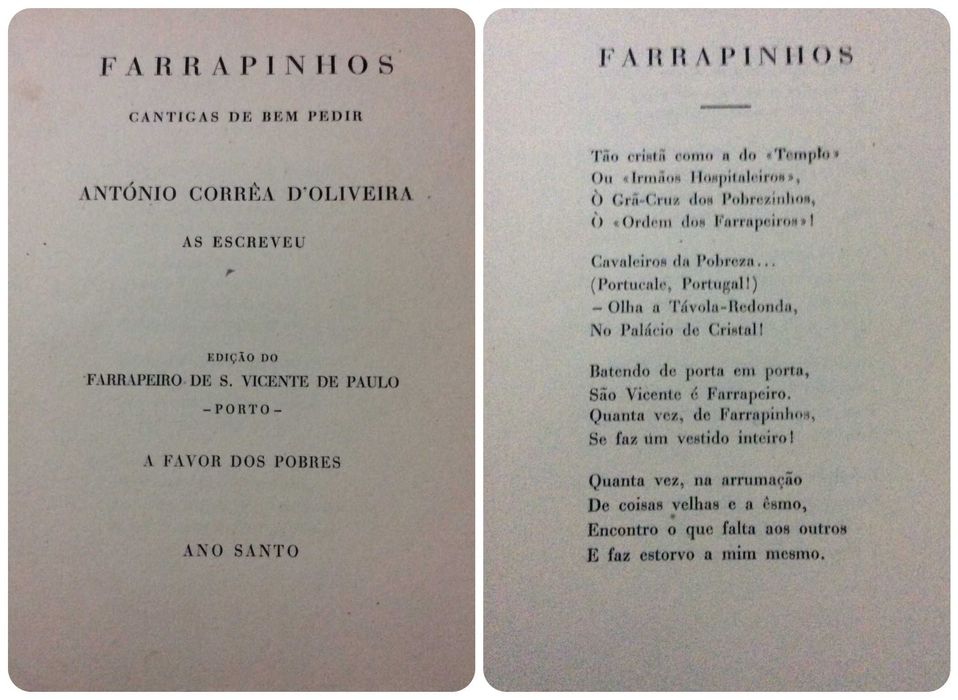 FARRAPINHOS
CANTIGAS DE BEM PEDIR
ANTÓNIO CORRÊA D'OLIVEIRA
AS ESCREVEU
EDIÇÃO DO
FARRAPEIRO DE S. VICENTE DE PAULO
– PORTO –
A FAVOR DOS POBRES
ANO SANTO
FARRAPINHOS
Tão cristã como a do «Templo»
Ou «Irmãos Hospitaleiros»,
Ò Grã-Cruz dos Pobrezinhos,
Ò «Ordem dos Farrapeiros»!
Cavaleiros da Pobreza...
(Portucale, Portugal!)
– Olha a Távola-Redonda,
No Palácio de Cristal!
Batendo de porta em porta,
São Vicente é Farrapeiro.
Quanta vez, de Farrapinhos,
Se faz um vestido inteiro!
Quanta vez, na arrumação
De coisas velhas e a êsmo,
Encontro o que falta aos outros
E faz estorvo a mim mesmo.